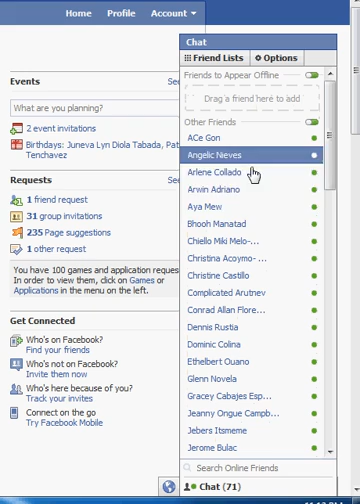 Home Profile Account
Chat
Friend Lists Options
Friends to Appear Offline
Drag a friend here to add
Other Friends
ACe Gon
Angelic Nieves
Arlene Collado
Arwin Adriano
Aya Mew
Bhooh Manatad
Chiello Miki Melo-...
Christina Acoymo- ...
Christine Castillo
Complicated Arutnev
Conrad Allan Flore...
Dennis Rustia
Dominic Colina
Ethelbert Ouano
Glenn Novela
Gracey Cabajes Esp...
Jeanny Ongue Campb...
Jebers Itsmeme
Jerome Bulac
Search Online Friends
Chat (71)
Events See
What are you planning?
2 event invitations
Birthdays: Juneva Lyn Diola Tabada, Pat
Tenchavez
Requests See
1 friend request
31 group invitations
235 Page suggestions
1 other request
You have 100 games and application reques
In order to view them, click on Games or
Applications in the menu on the left.
Get Connected
Who's on Facebook?
Find your friends
Who's not on Facebook?
Invite them now
Who's here because of you?
Track your invites
Connect on the go
Try Facebook Mobile